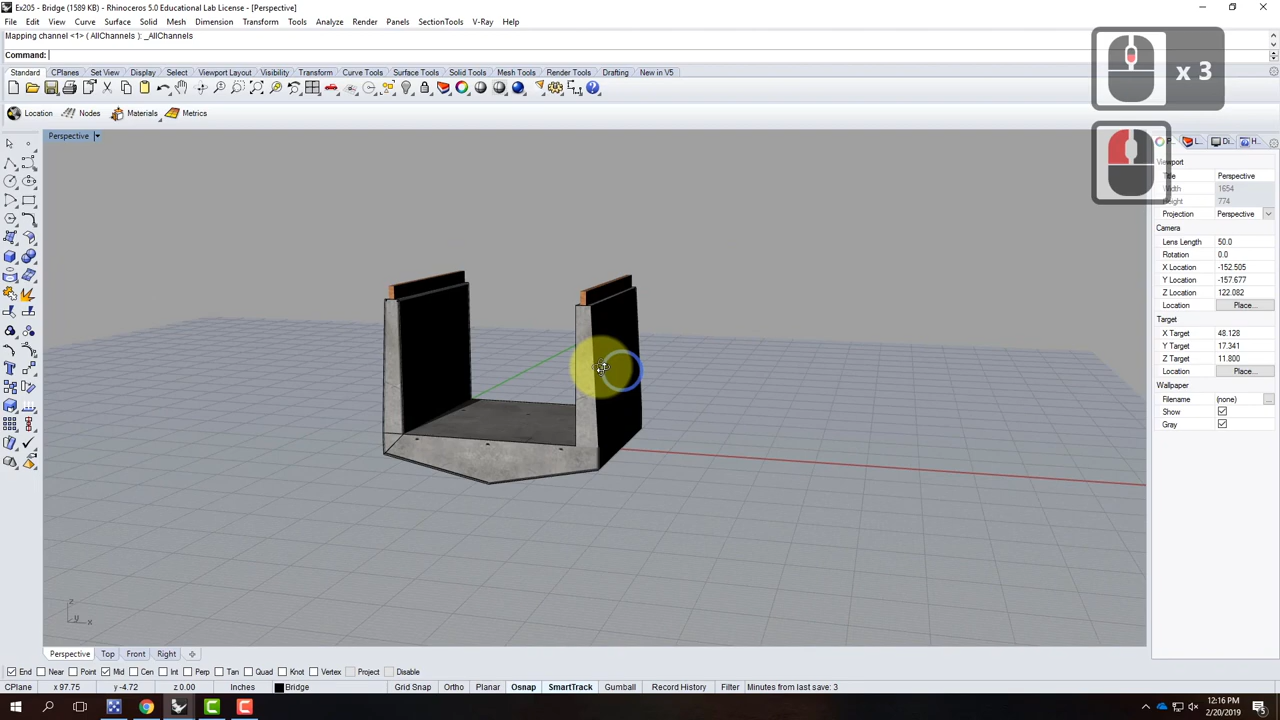 Ex205 - Bridge (1589 KB) - Rhinoceros 5.0 Educational Lab License - [Perspective]
File Edit View Curve Surface Solid Mesh Dimension Transform Tools Analyze Render Panels SectionTools V-Ray Help
Mapping channel <1> ( AllChannels ): _AllChannels
Command:
x 3
Standard CPlanes Set View Display Select Viewport Layout Visibility Transform Curve Tools Surface Tools Solid Tools Mesh Tools Render Tools Drafting New in V5
Location Nodes Materials Metrics
Perspective
P... L... Di... H...
Viewport
Title Perspective
Width 1654
Height 774
Projection Perspective
Camera
Lens Length 50.0
Rotation 0.0
X Location -152.505
Y Location -157.677
Z Location 122.082
Location Place...
Target
X Target 48.128
Y Target 17.341
Z Target 11.800
Location Place...
Wallpaper
Filename (none) ...
Show
Gray
z
y x
Perspective Top Front Right
End Near Point Mid Cen Int Perp Tan Quad Knot Vertex Project Disable
CPlane x 97.75 y -4.72 z 0.00 Inches Bridge Grid Snap Ortho Planar Osnap SmartTrack Gumball Record History Filter Minutes from last save: 3
12:16 PM
2/20/2019